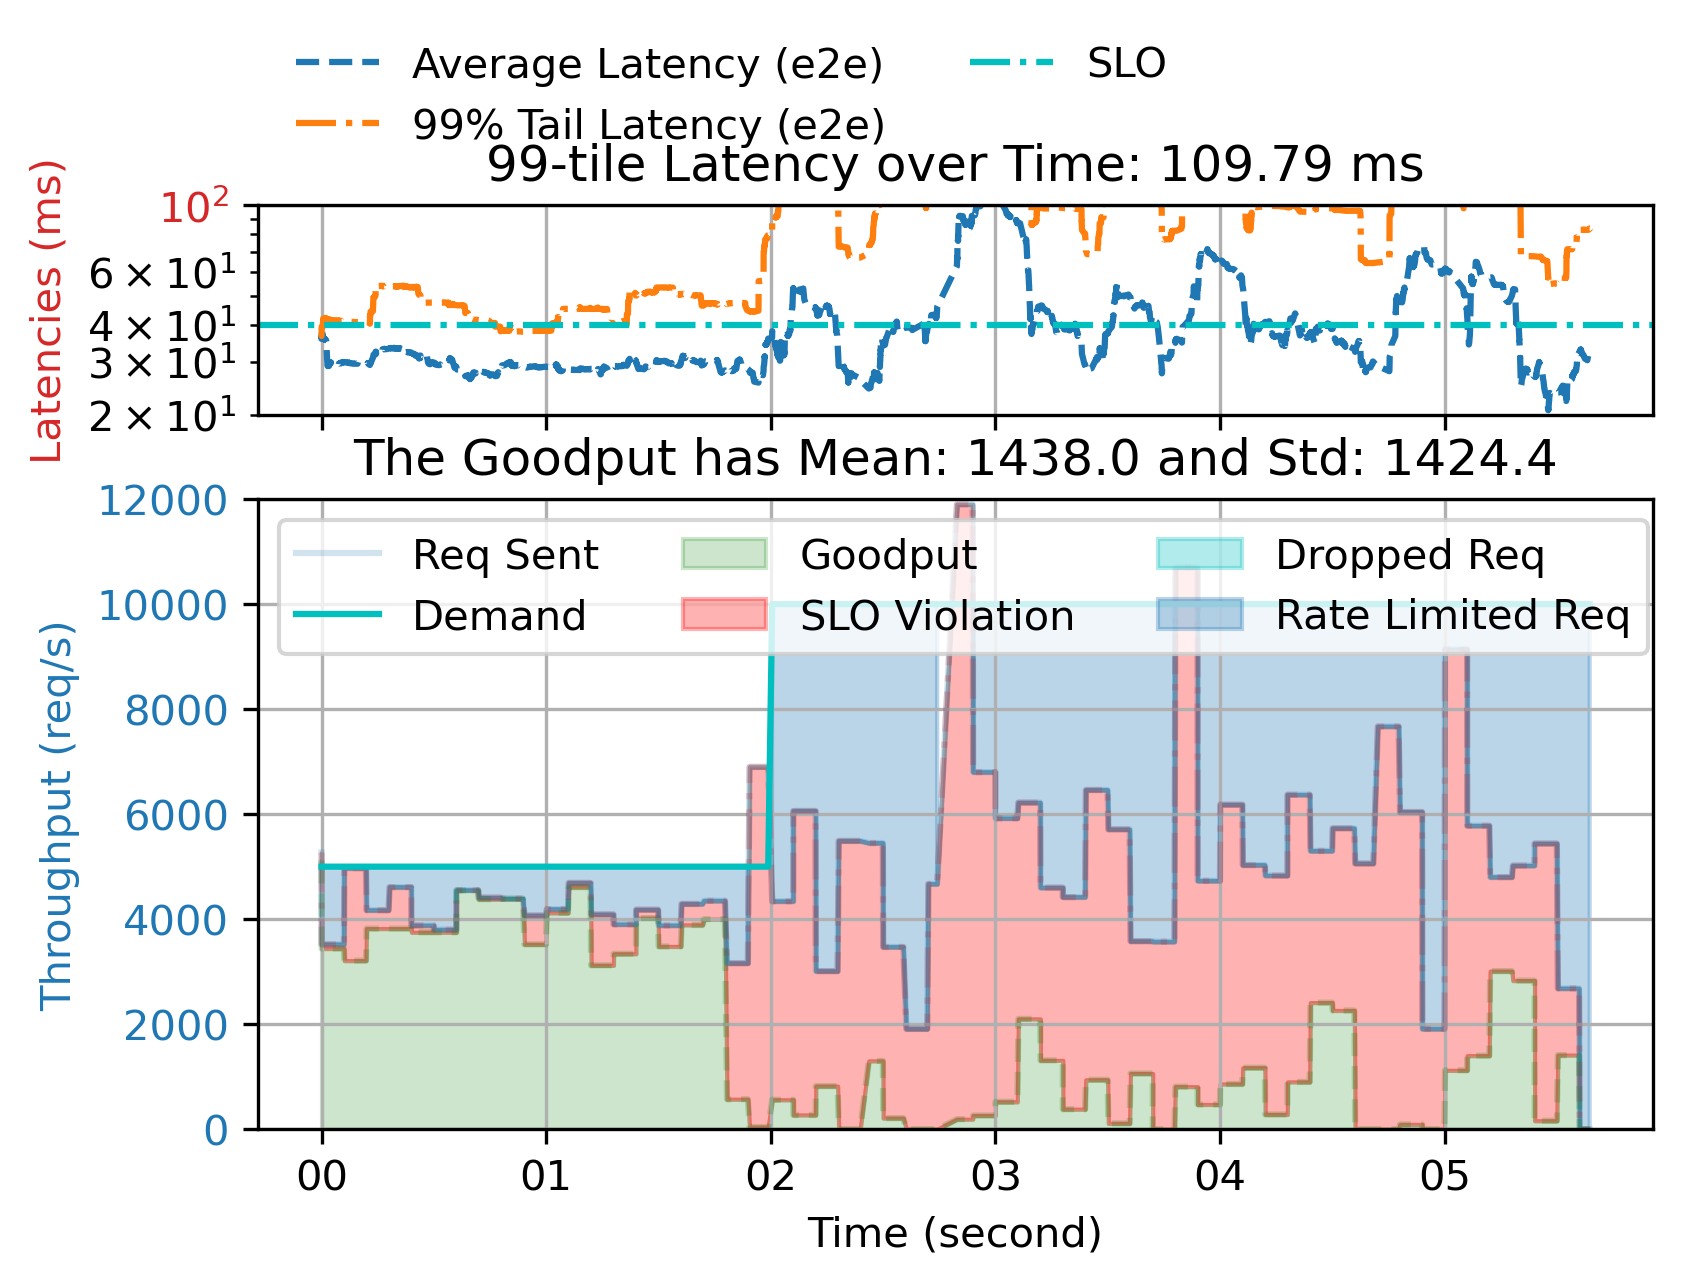 Average Latency (e2e)
SLO
99% Tail Latency (e2e)
99-tile Latency over Time: 109.79 ms
Latencies (ms)
10²
6 × 10¹
4 × 10¹
3 × 10¹
2 × 10¹
The Goodput has Mean: 1438.0 and Std: 1424.4
Throughput (req/s)
12000
10000
8000
6000
4000
2000
0
Req Sent
Goodput
Dropped Req
Demand
SLO Violation
Rate Limited Req
00 01 02 03 04 05
Time (second)